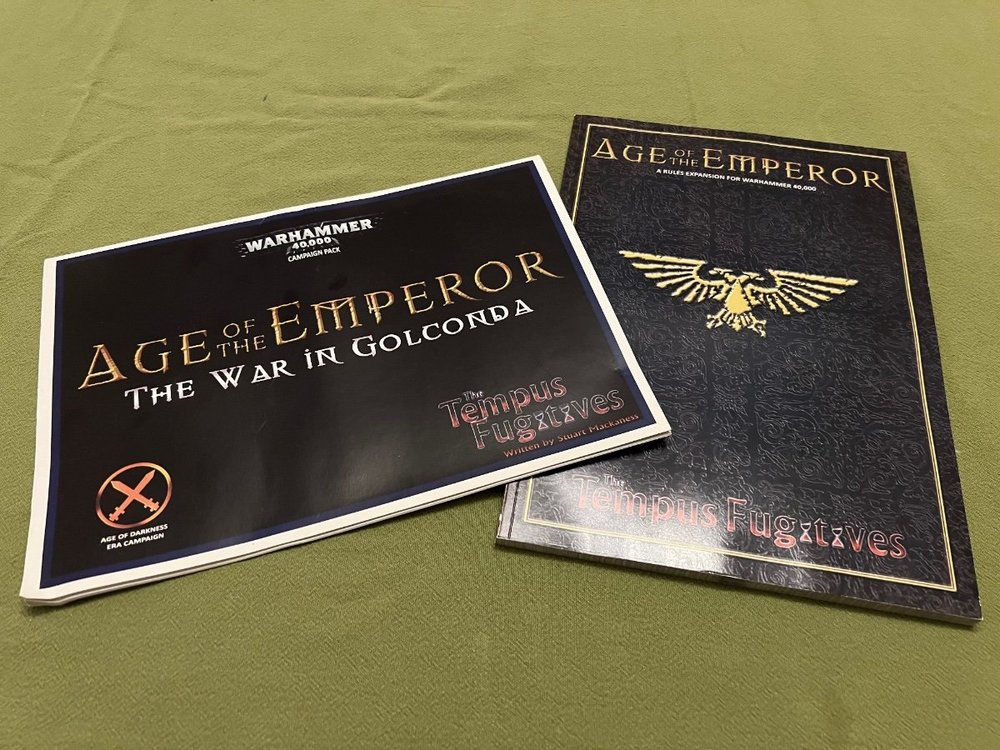 WARHAMMER
40,000
CAMPAIGN PACK
AGE OF THE EMPEROR
THE WAR IN GOLCONDA
The
Tempus
Fugitives
Written by Stuart Mackaness
AGE OF DARKNESS
ERA CAMPAIGN
AGE OF THE EMPEROR
A RULES EXPANSION FOR WARHAMMER 40,000
The
Tempus Fugitives